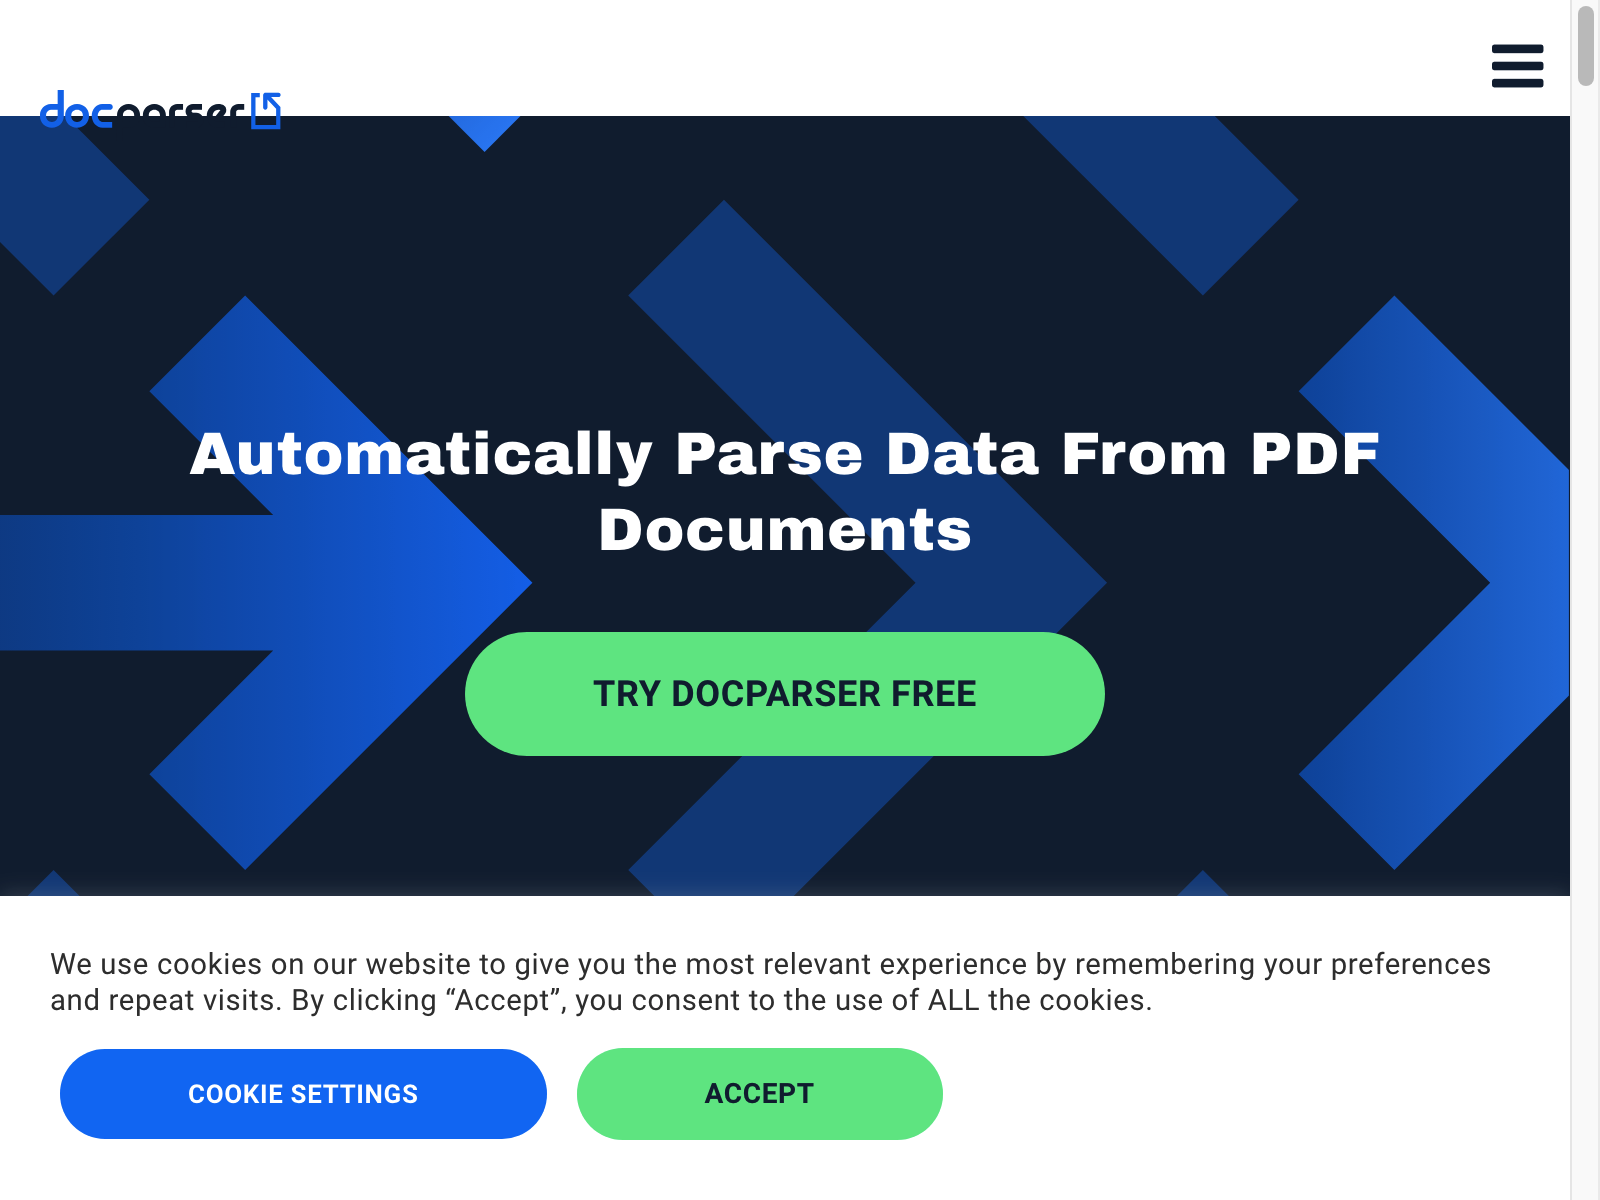 docparser
Automatically Parse Data From PDF
Documents
TRY DOCPARSER FREE
We use cookies on our website to give you the most relevant experience by remembering your preferences
and repeat visits. By clicking “Accept”, you consent to the use of ALL the cookies.
COOKIE SETTINGS
ACCEPT